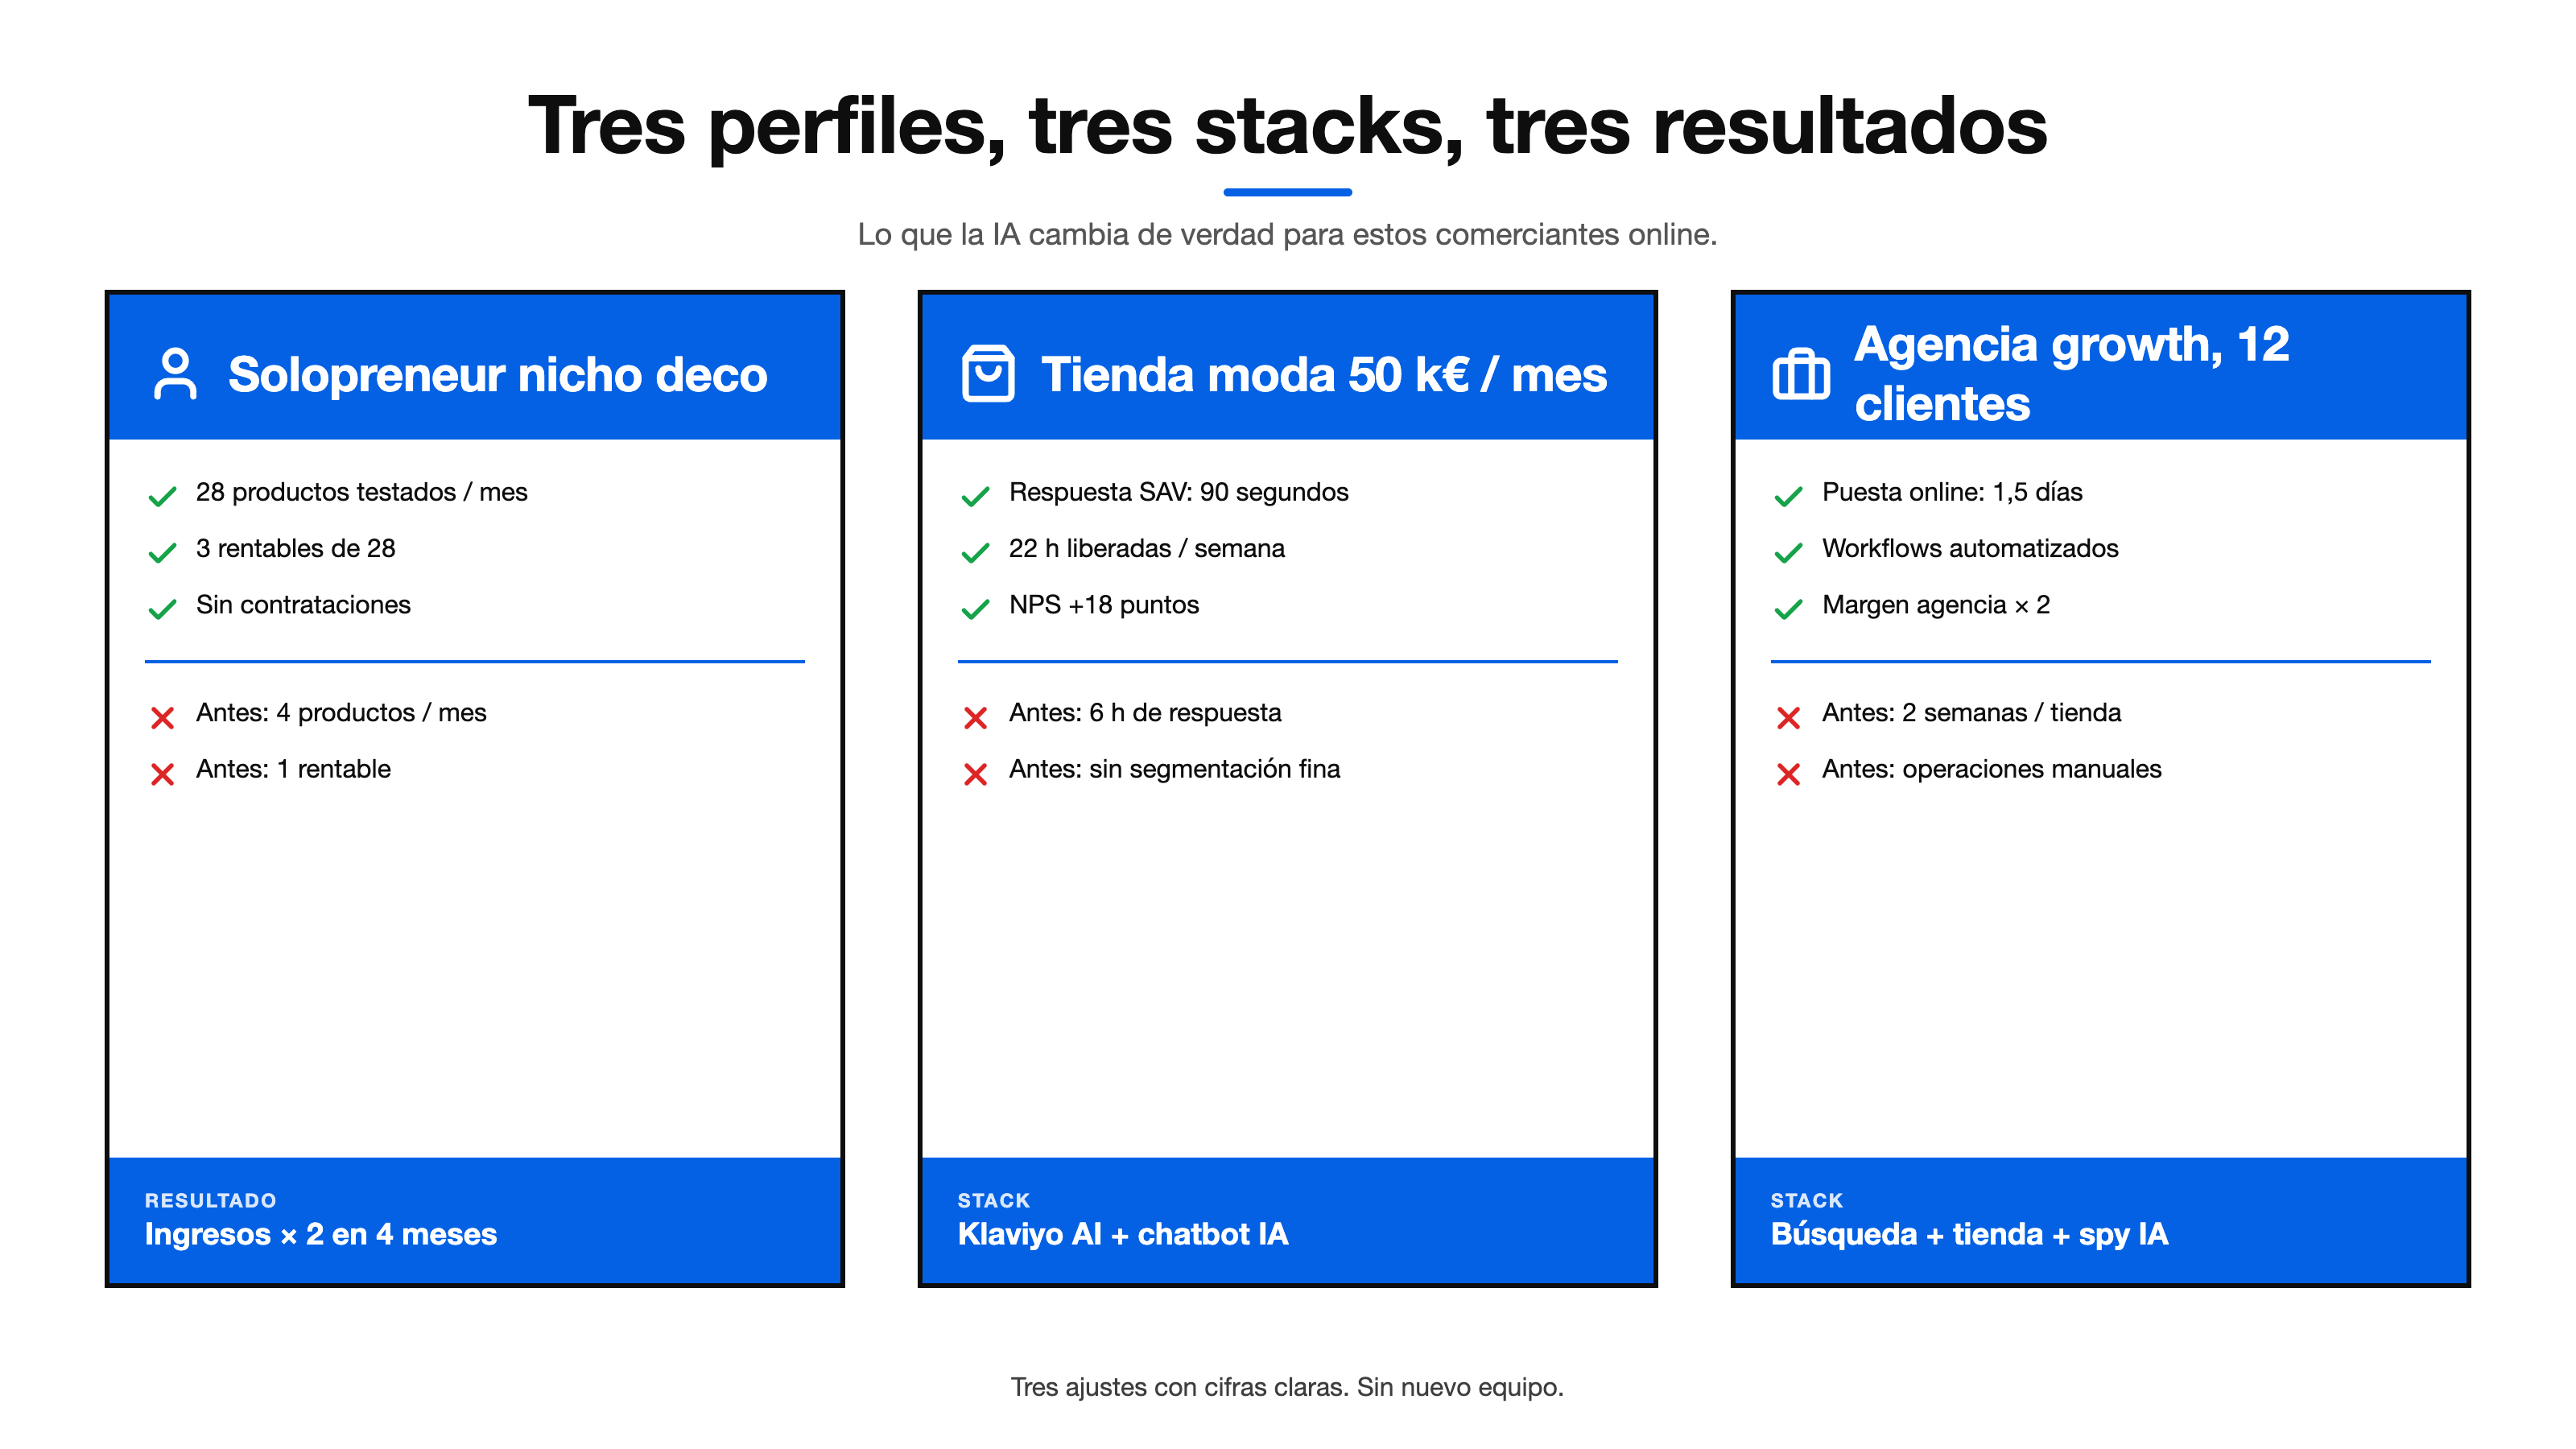 Tres perfiles, tres stacks, tres resultados
Lo que la IA cambia de verdad para estos comerciantes online.
Solopreneur nicho deco
28 productos testados / mes
3 rentables de 28
Sin contrataciones
Antes: 4 productos / mes
Antes: 1 rentable
RESULTADO
Ingresos × 2 en 4 meses
Tienda moda 50 k€ / mes
Respuesta SAV: 90 segundos
22 h liberadas / semana
NPS +18 puntos
Antes: 6 h de respuesta
Antes: sin segmentación fina
STACK
Klaviyo AI + chatbot IA
Agencia growth, 12
clientes
Puesta online: 1,5 días
Workflows automatizados
Margen agencia × 2
Antes: 2 semanas / tienda
Antes: operaciones manuales
STACK
Búsqueda + tienda + spy IA
Tres ajustes con cifras claras. Sin nuevo equipo.